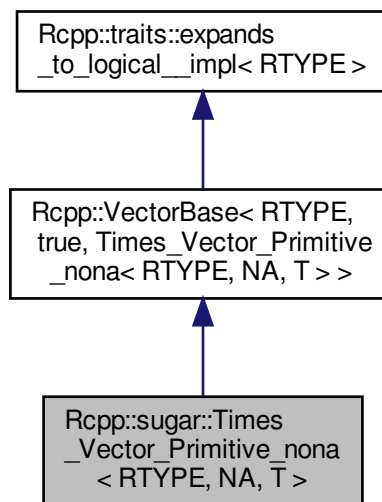 Rcpp::traits::expands
_to_logical__impl< RTYPE >
Rcpp::VectorBase< RTYPE,
true, Times_Vector_Primitive
_nona< RTYPE, NA, T > >
Rcpp::sugar::Times
_Vector_Primitive_nona
< RTYPE, NA, T >